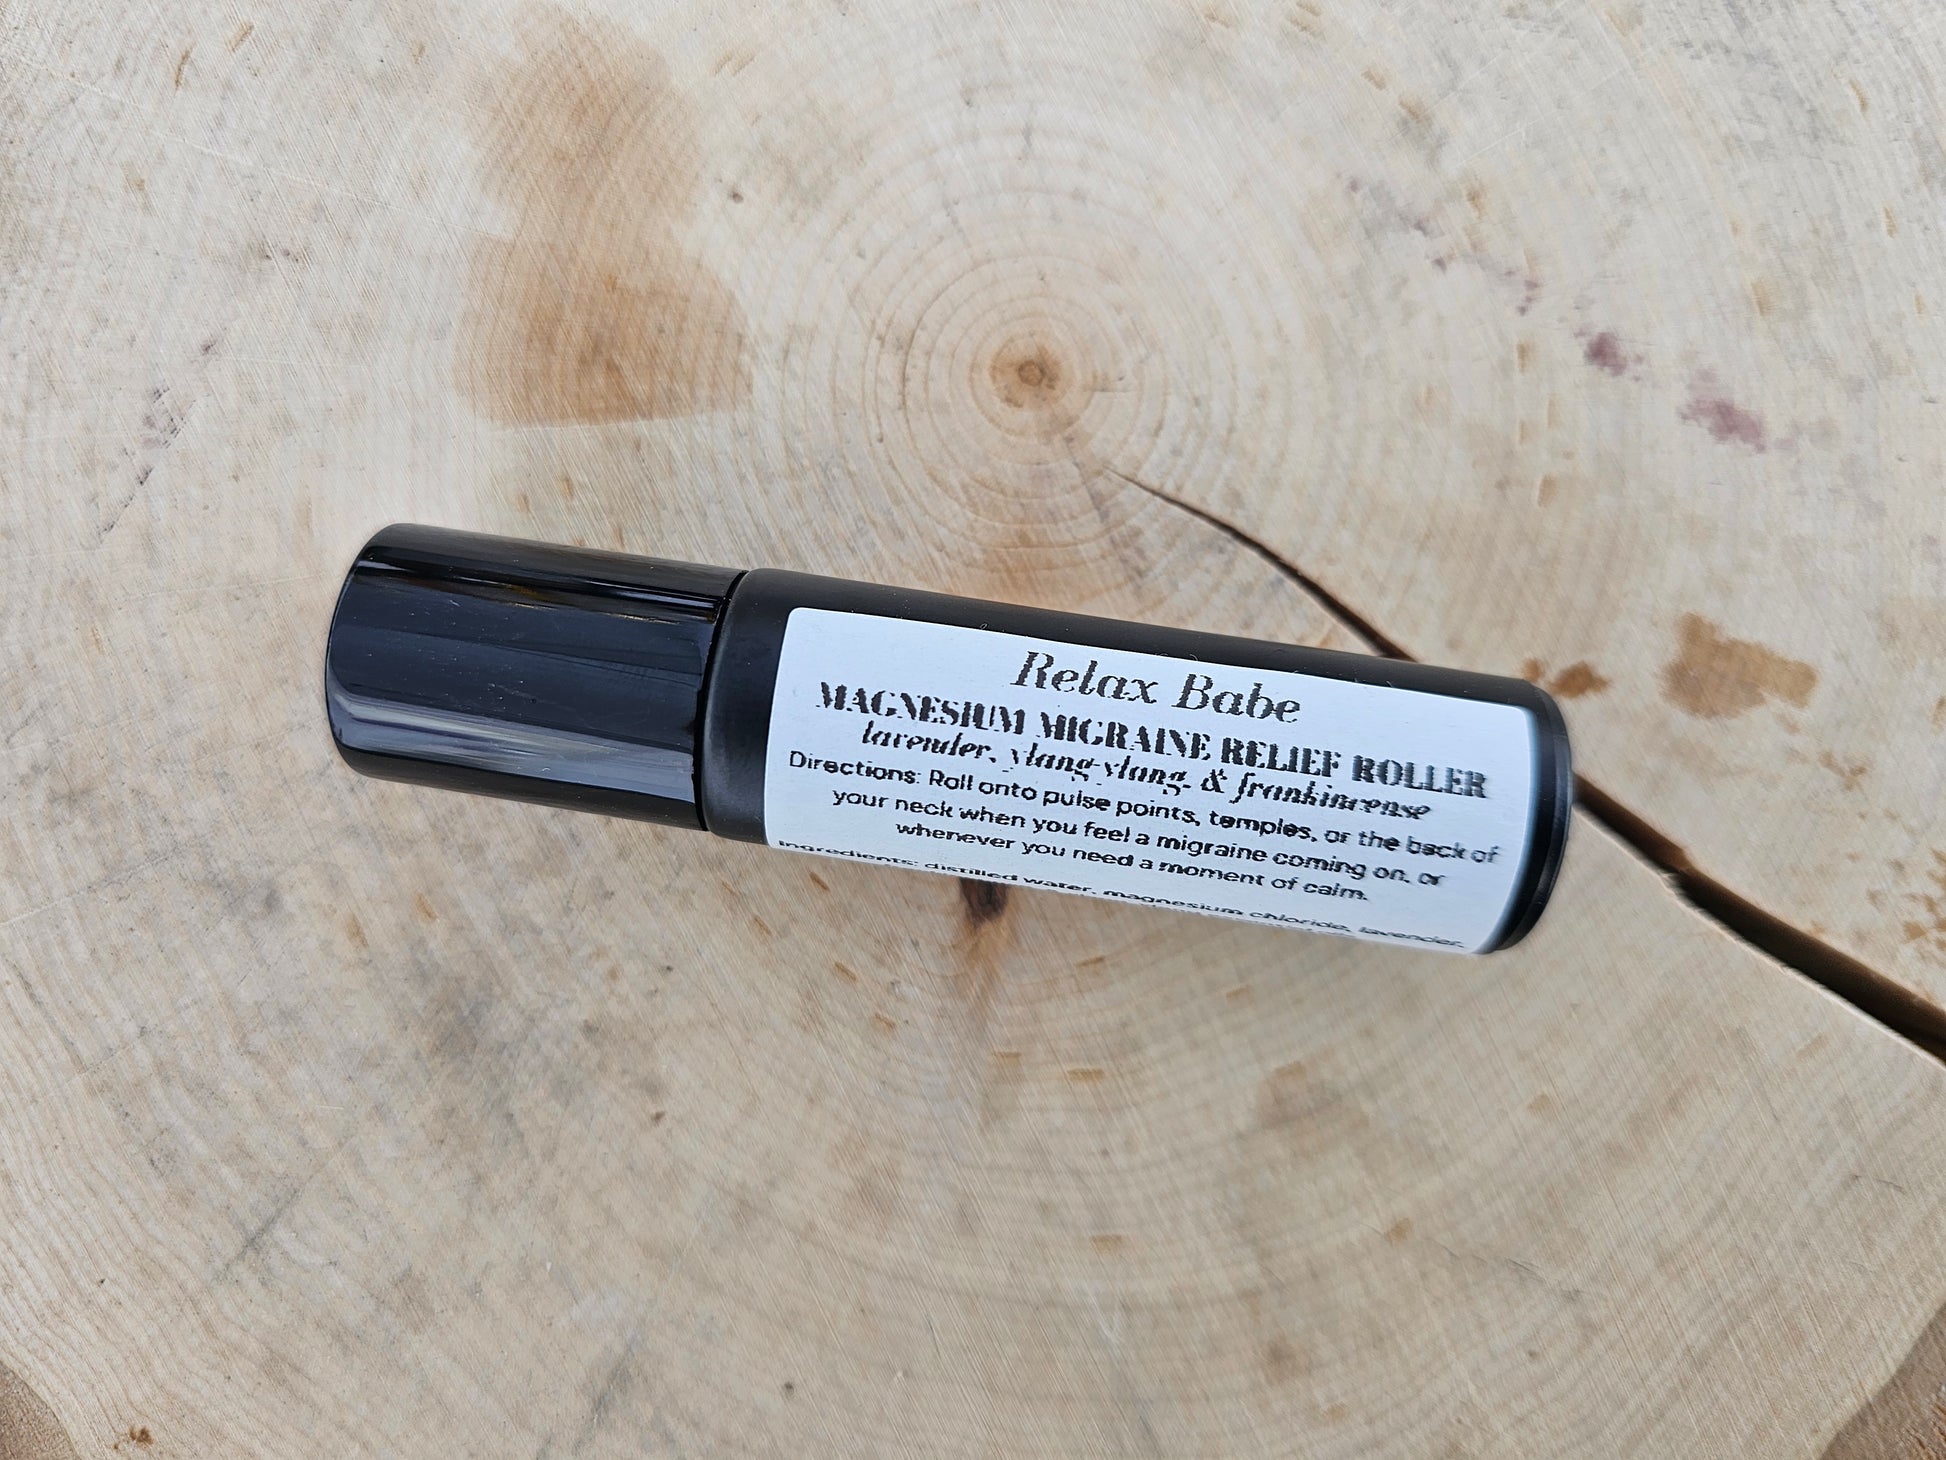 Relax Babe
MAGNESIUM MIGRAINE RELIEF ROLLER
lavender, ylang-ylang, & frankincense
Directions: Roll onto pulse points, temples, or the back of
your neck when you feel a migraine coming on, or
whenever you need a moment of calm.
Ingredients: distilled water, magnesium chloride, lavender,